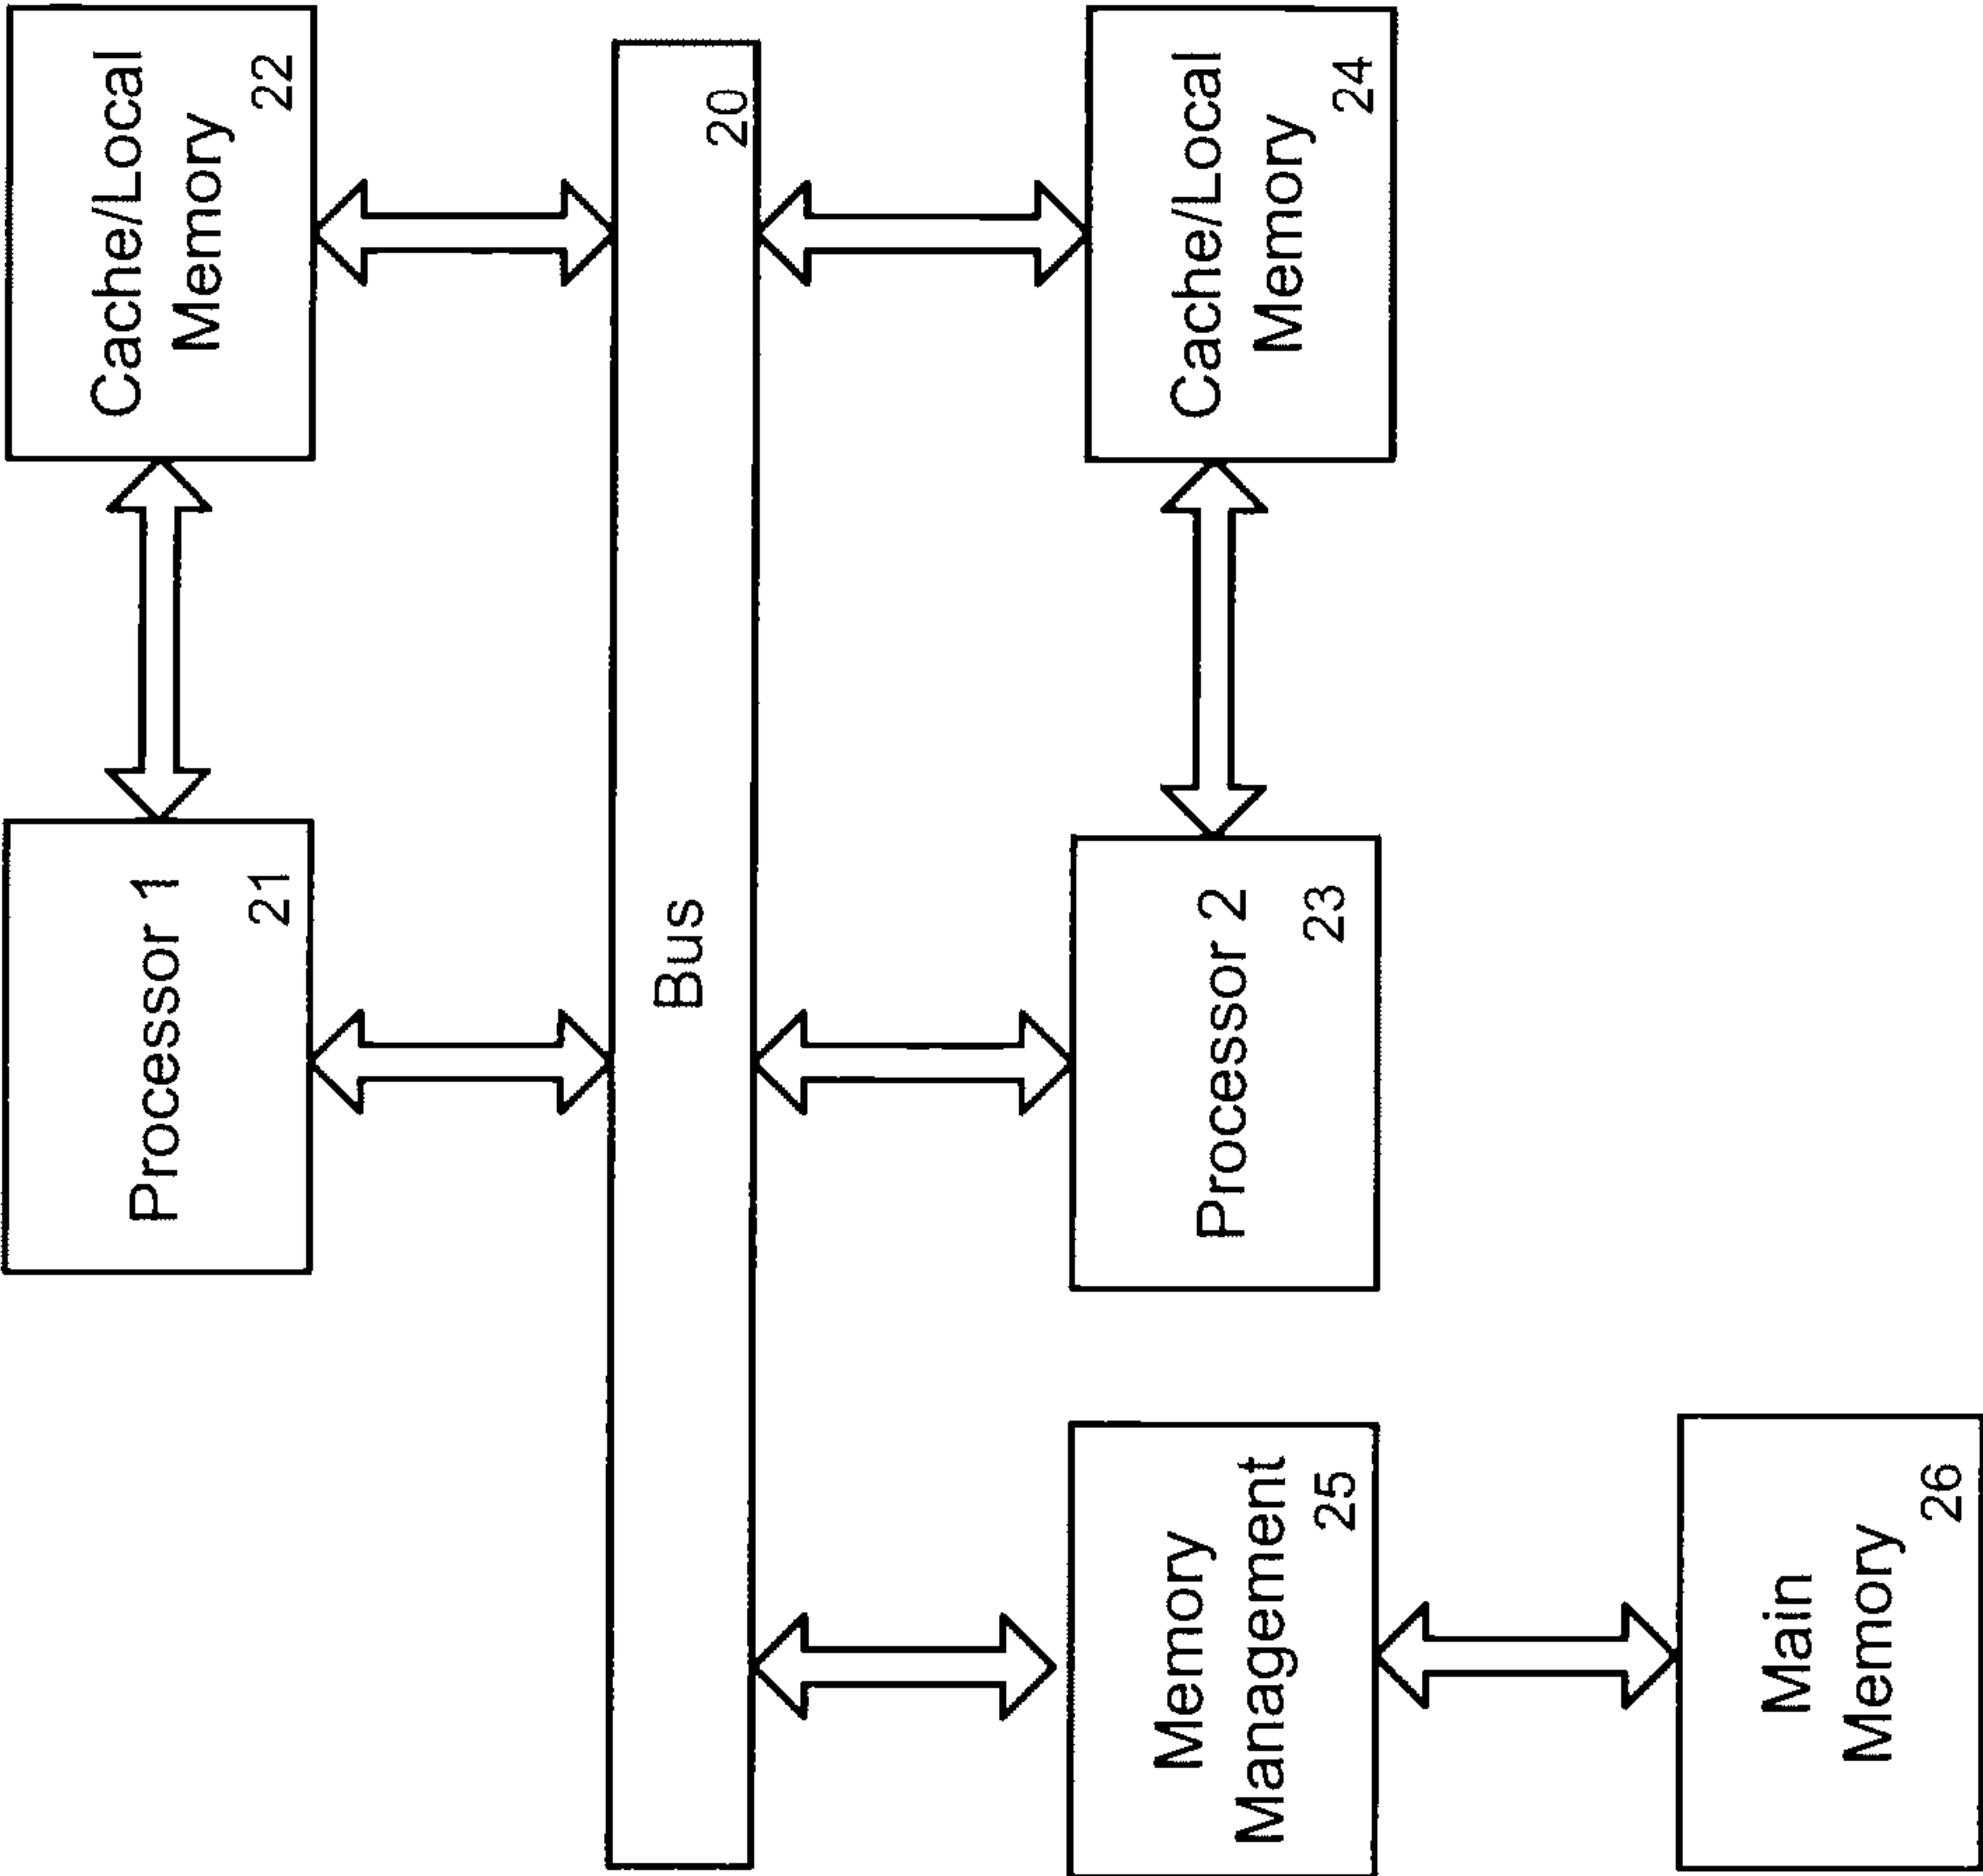 Processor 1
21
Cache/Local
Memory
22
Bus
20
Memory
Management
25
Processor 2
23
Cache/Local
Memory
24
Main
Memory
26